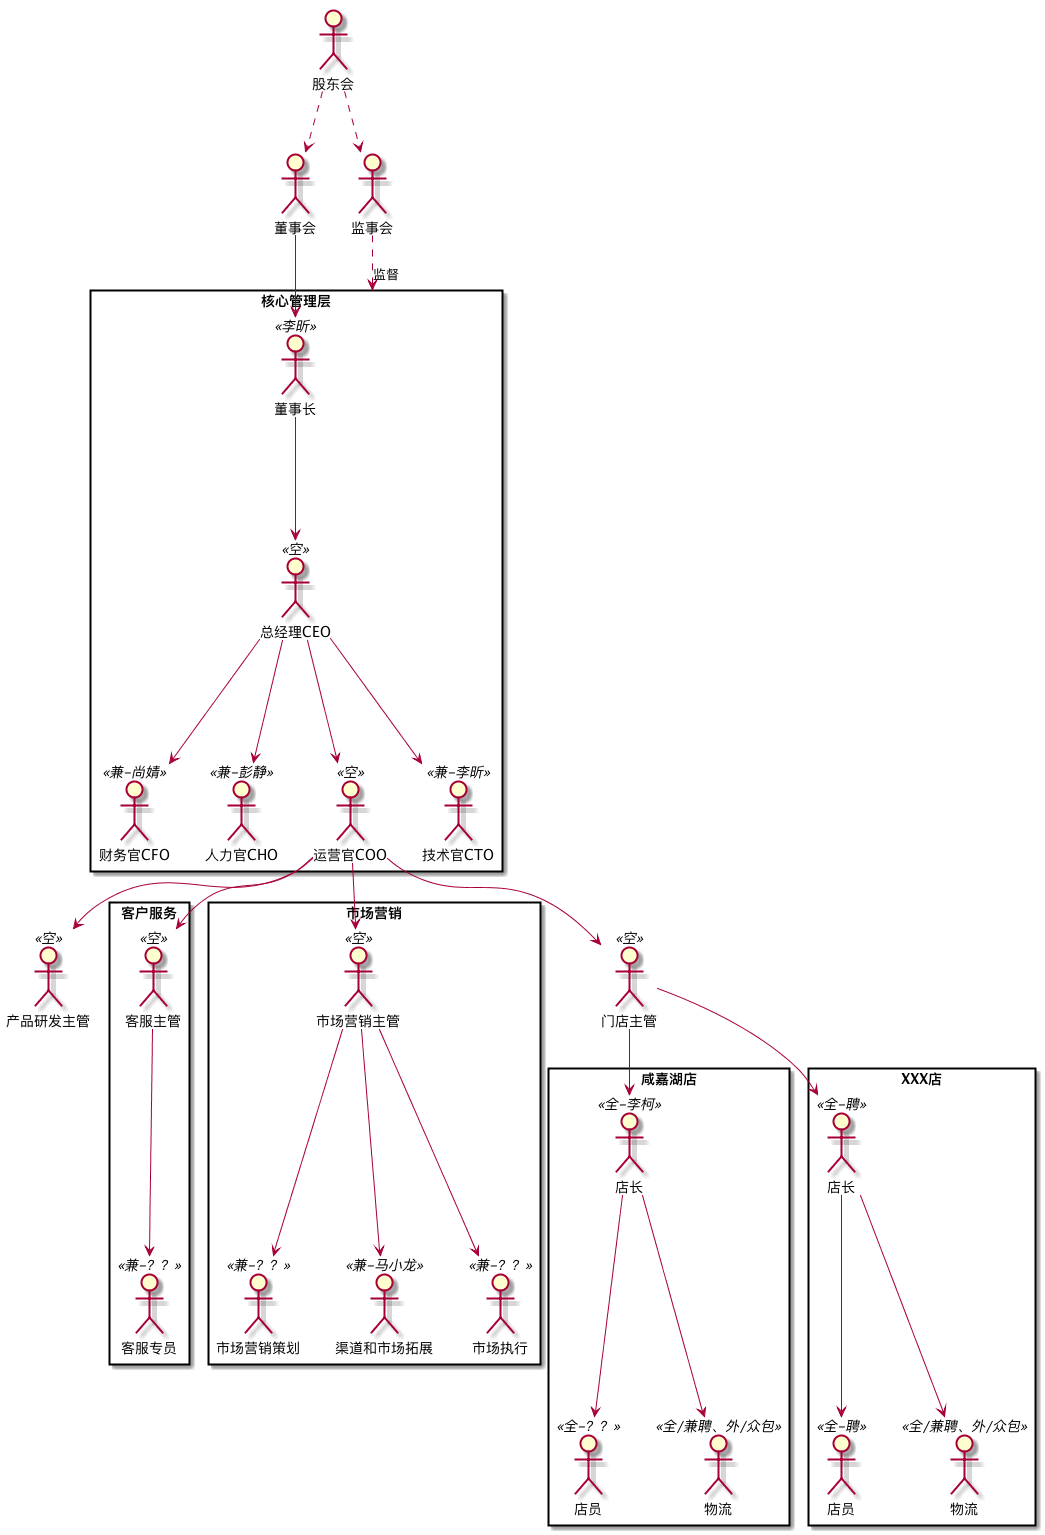 股东会
董事会
监事会
监督
核心管理层
«李昕»
董事长
«空»
总经理CEO
«兼-尚婧»
«兼-彭静»
«空»
«兼-李昕»
财务官CFO
人力官CHO
运营官COO
技术官CTO
客户服务
市场营销
«空»
«空»
«空»
«空»
产品研发主管
客服主管
市场营销主管
门店主管
咸嘉湖店
XXX店
«全-李柯»
«全-聘»
店长
店长
«兼-？？»
«兼-？？»
«兼-马小龙»
«兼-？？»
客服专员
市场营销策划
渠道和市场拓展
市场执行
«全-？？»
«全/兼聘、外/众包»
«全-聘»
«全/兼聘、外/众包»
店员
物流
店员
物流